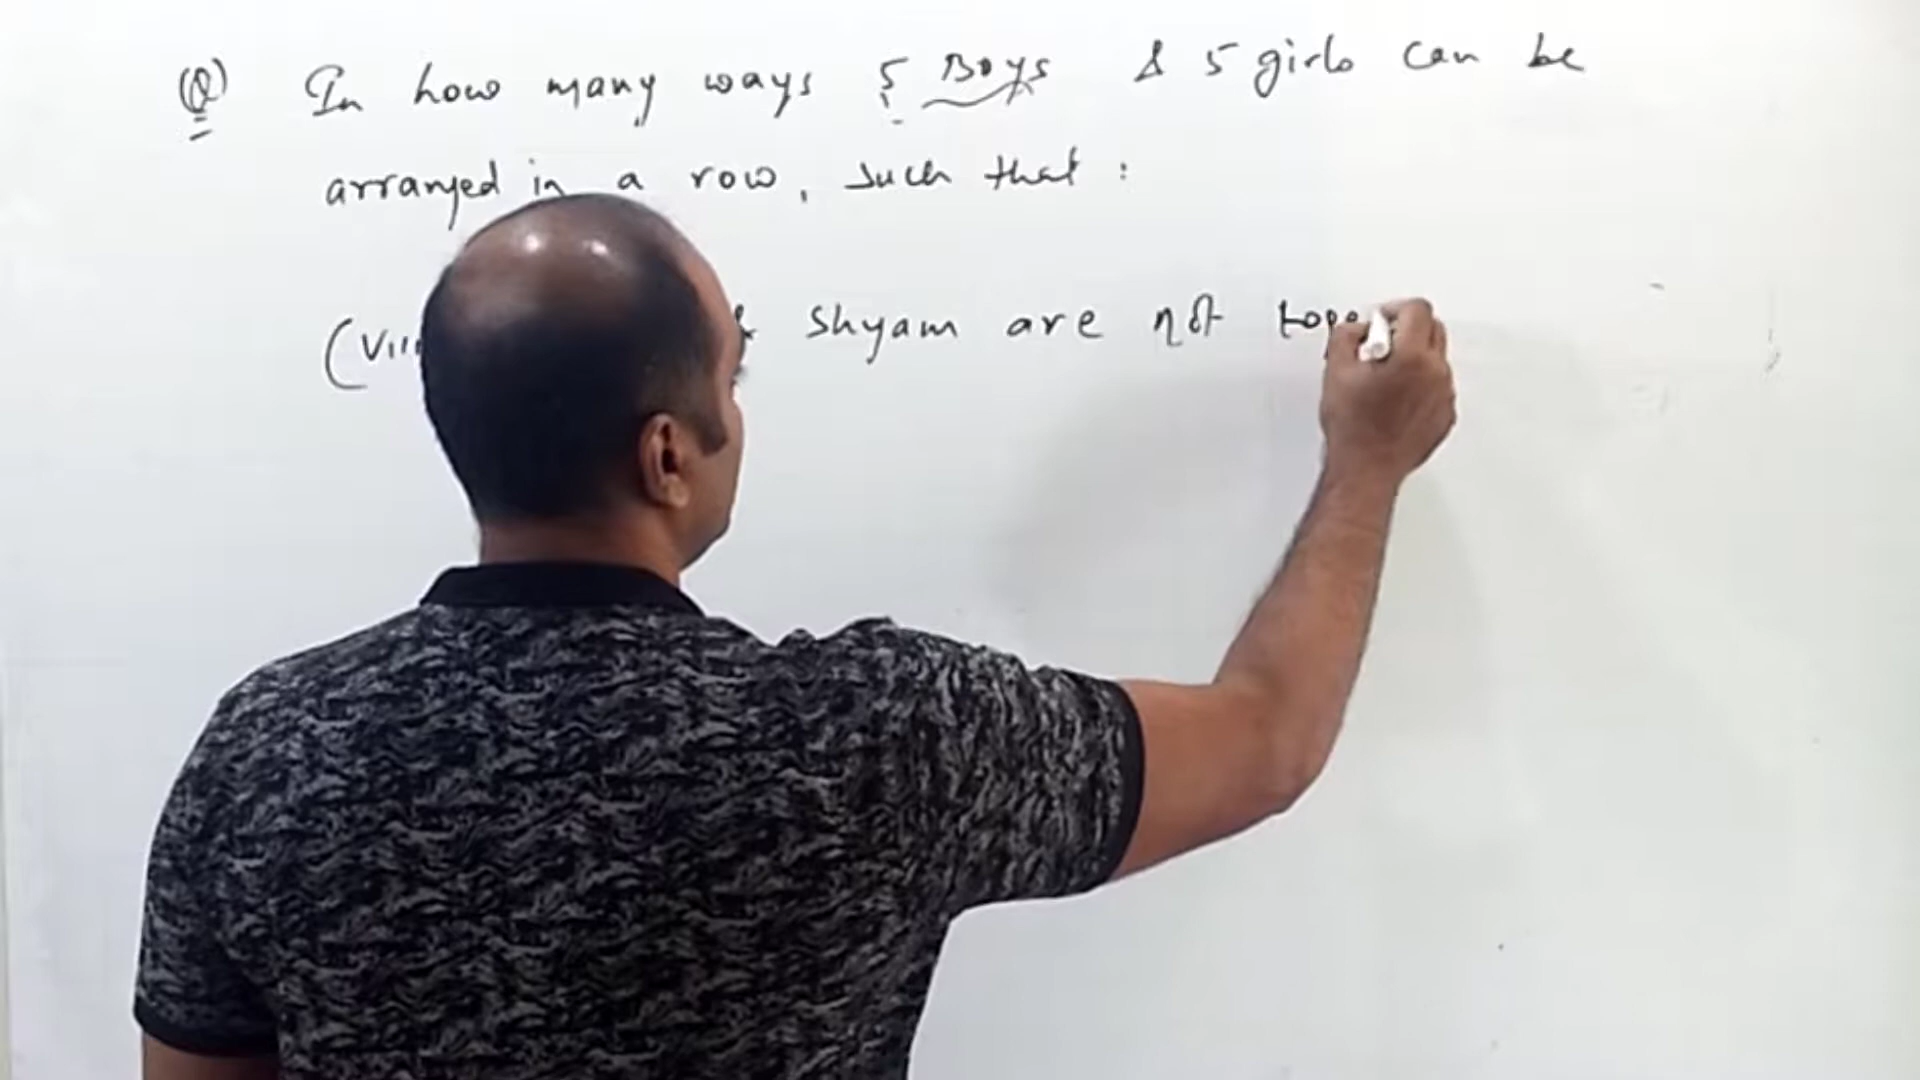 (Q) In how many ways 5 Boys & 5 girls can be
arranged in a row, such that :
(VIII & Shyam are not toge